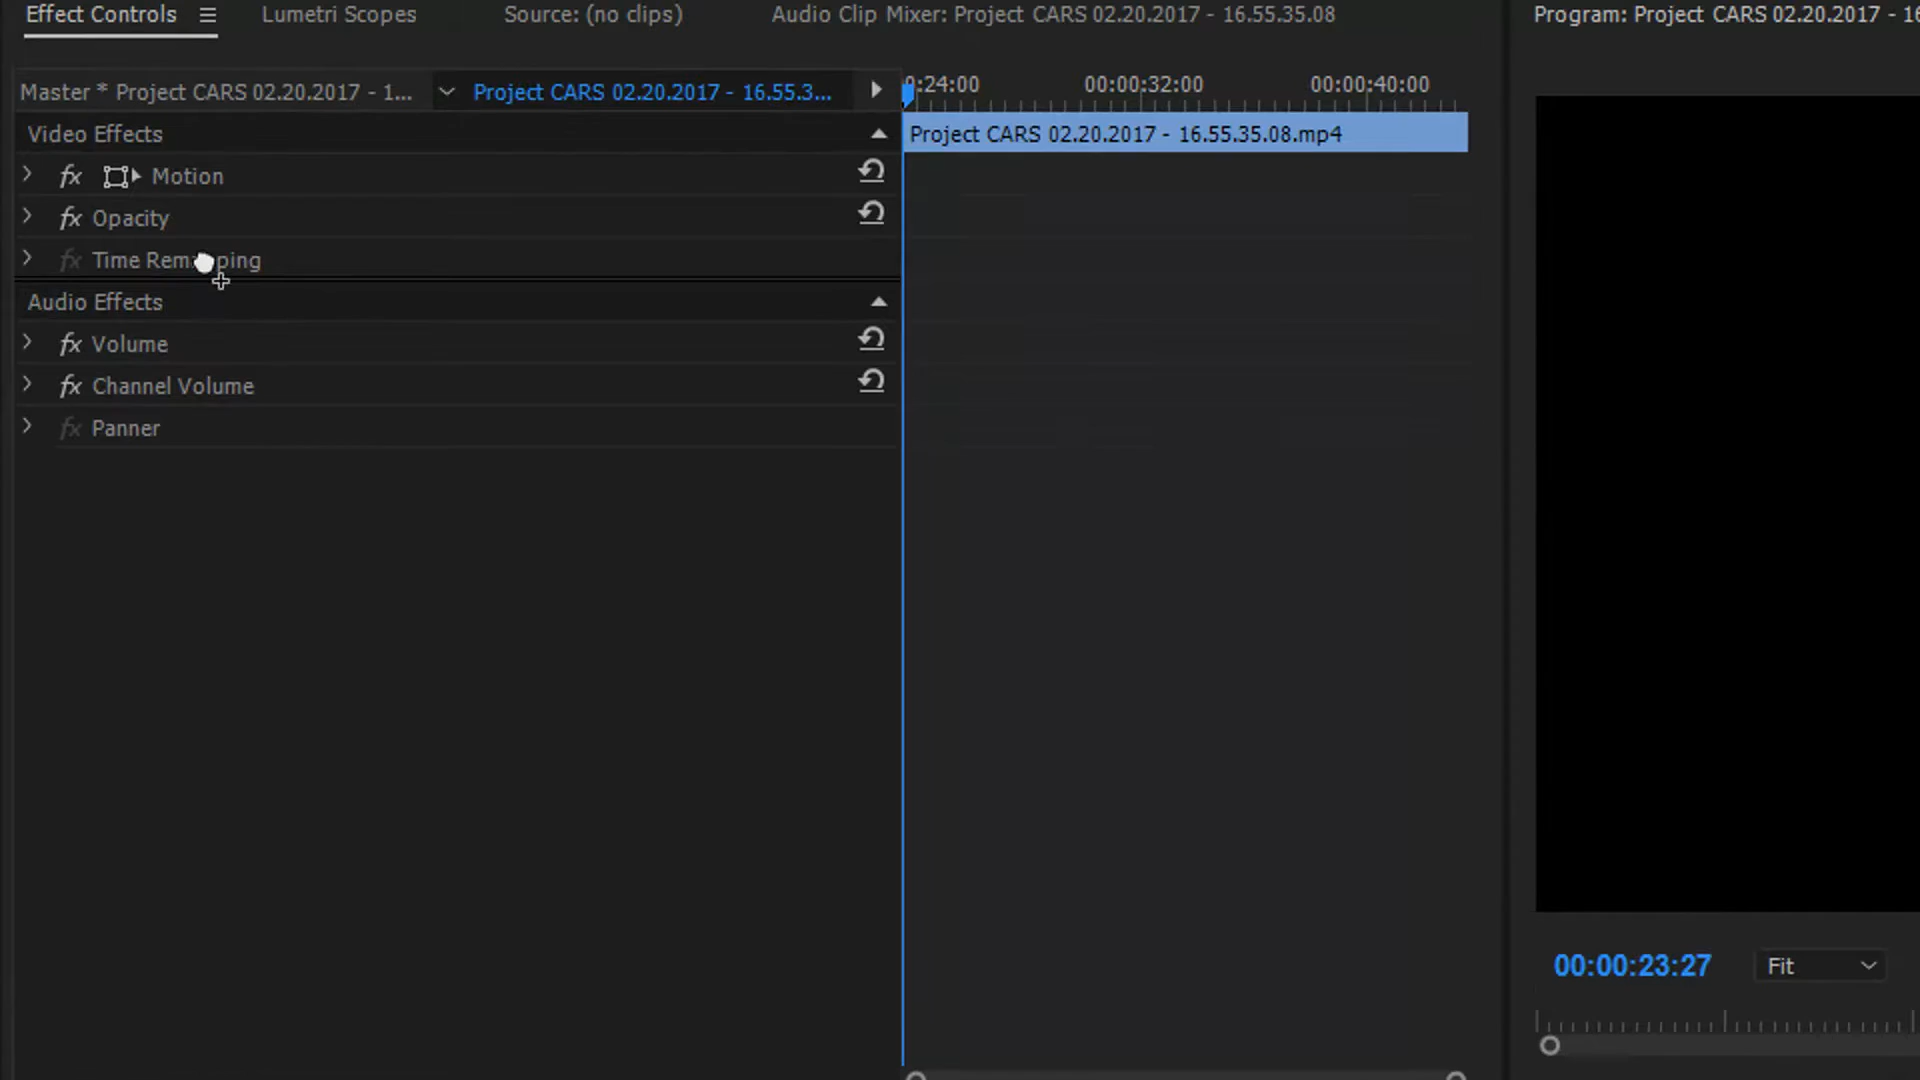 Effect Controls
Lumetri Scopes
Source: (no clips)
Audio Clip Mixer: Project CARS 02.20.2017 - 16.55.35.08
Program: Project CARS 02.20.2017 - 16
Master * Project CARS 02.20.2017 - 1...
Project CARS 02.20.2017 - 16.55.3...
:24:00
00:00:32:00
00:00:40:00
Video Effects
Project CARS 02.20.2017 - 16.55.35.08.mp4
fx Motion
fx Opacity
fx Time Remapping
Audio Effects
fx Volume
fx Channel Volume
fx Panner
00:00:23:27
Fit